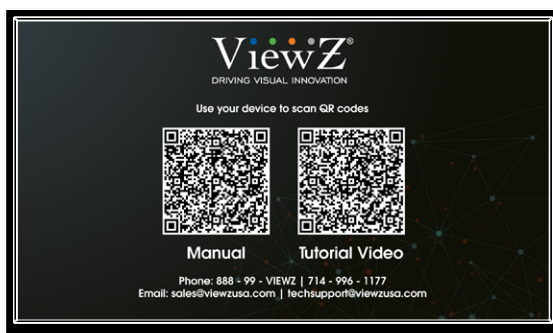 ViewZ®
DRIVING VISUAL INNOVATION
Use your device to scan QR codes
Manual Tutorial Video
Phone: 888 - 99 - VIEWZ | 714 - 996 - 1177
Email: sales@viewzusa.com | techsupport@viewzusa.com